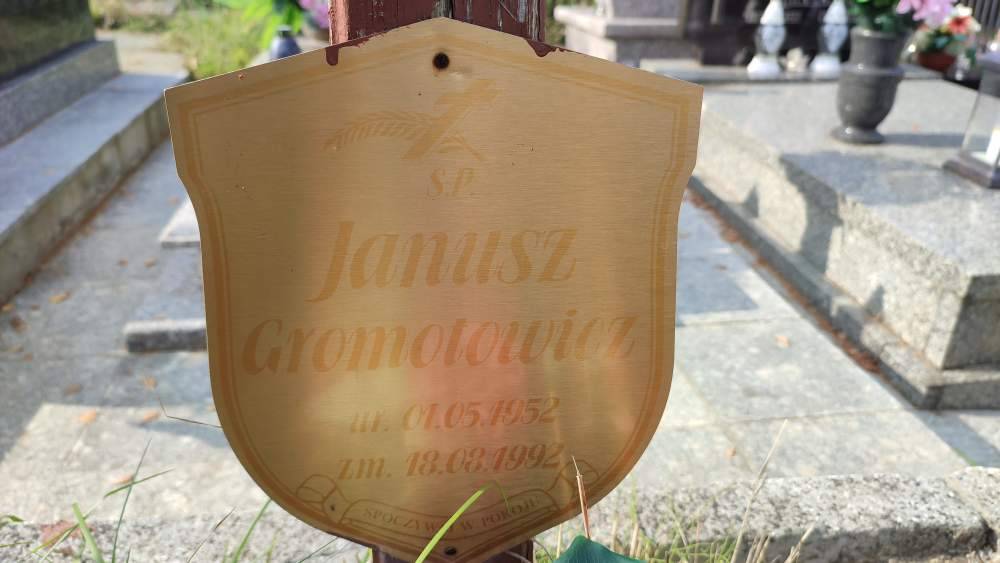 Ś.P.
Janusz
Gromotowicz
ur. 01.05.1952
zm. 18.08.1992
SPOCZYWAJ W POKOJU